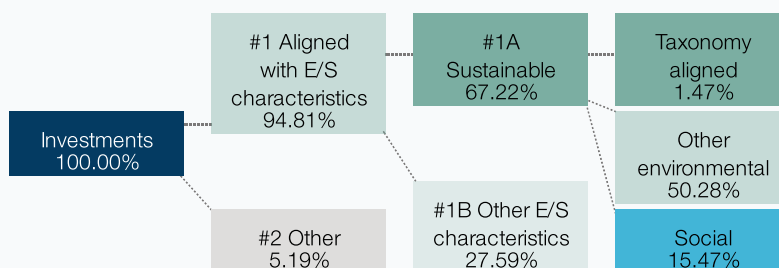 Investments
100.00%
#1 Aligned
with E/S
characteristics
94.81%
#2 Other
5.19%
#1A
Sustainable
67.22%
#1B Other E/S
characteristics
27.59%
Taxonomy
aligned
1.47%
Other
environmental
50.28%
Social
15.47%